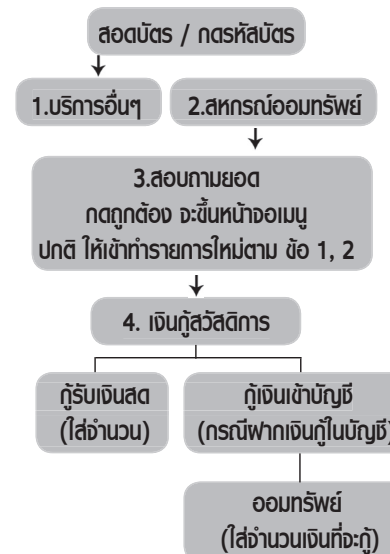 สอดบัตร / กดรหัสบัตร
1.บริการอื่นๆ
2.สหกรณ์ออมทรัพย์
3.สอบถามยอด
กดถูกต้อง จะขึ้นหน้าจอเมนู
ปกติ ให้เข้าทำรายการใหม่ตาม ข้อ 1, 2
4. เงินกู้สวัสดิการ
กู้รับเงินสด
(ใส่จำนวน)
กู้เงินเข้าบัญชี
(กรณีฝากเงินกู้ในบัญชี)
ออมทรัพย์
(ใส่จำนวนเงินที่จะกู้)